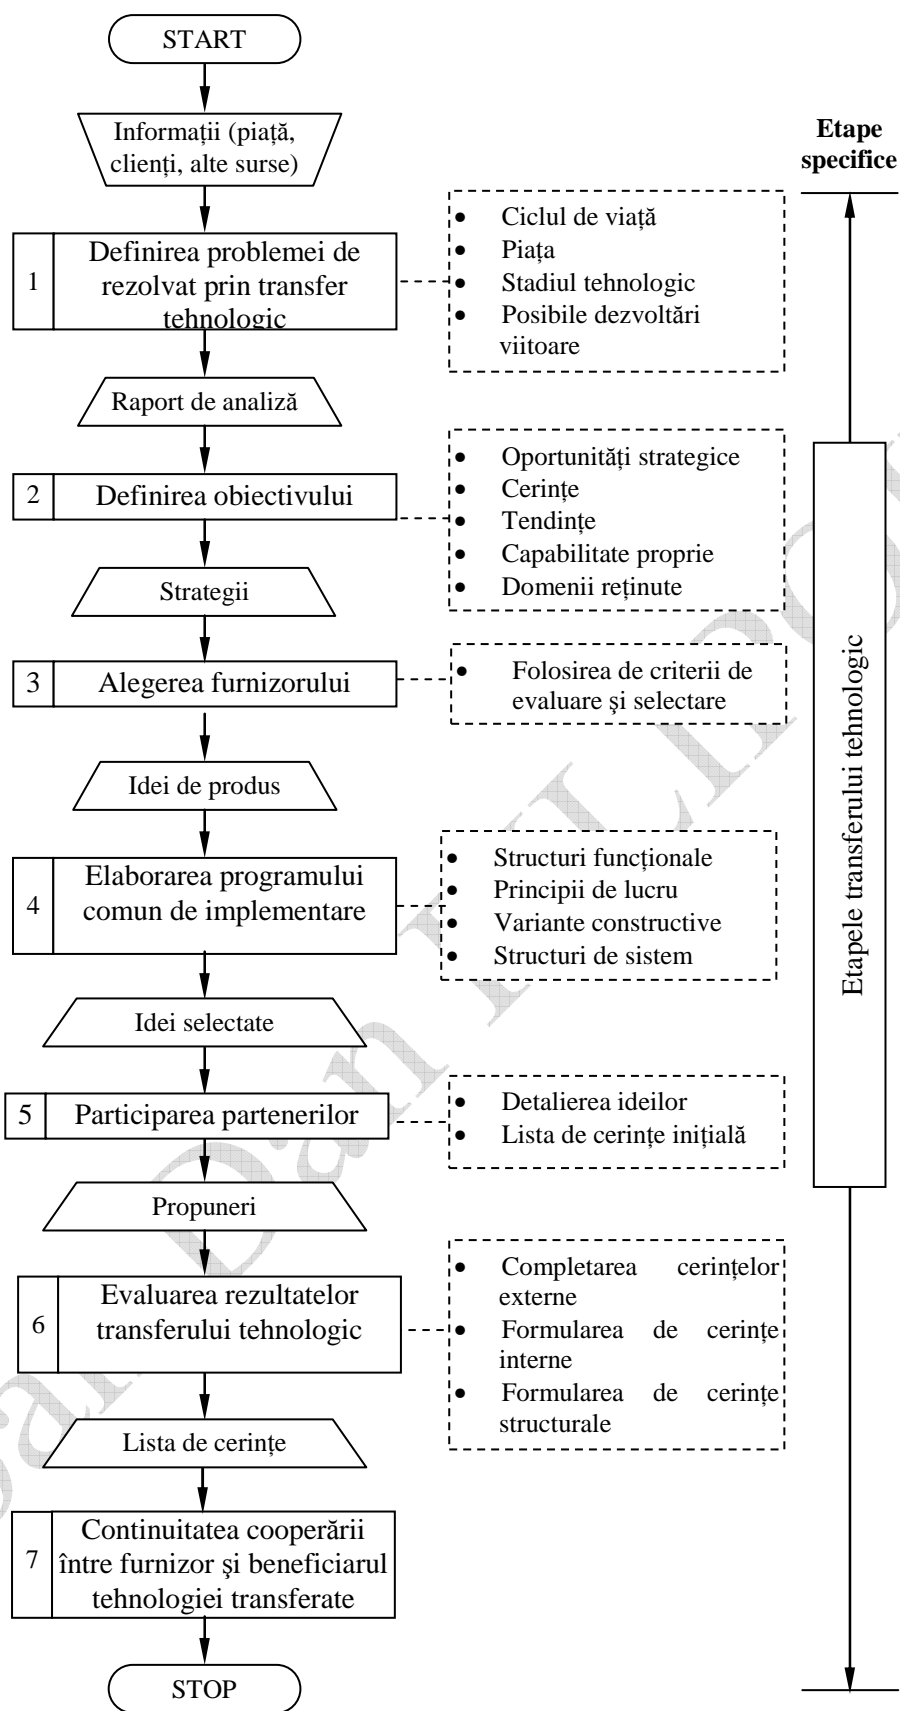 START
Informații (piață,
clienți, alte surse)
Etape
specifice
1
Definirea problemei de
rezolvat prin transfer
tehnologic
• Ciclul de viață
• Piața
• Stadiul tehnologic
• Posibile dezvoltări
viitoare
Raport de analiză
2
Definirea obiectivului
• Oportunități strategice
• Cerințe
• Tendințe
• Capabilitate proprie
• Domenii reținute
Strategii
3
Alegerea furnizorului
• Folosirea de criterii de
evaluare şi selectare
Idei de produs
4
Elaborarea programului
comun de implementare
• Structuri funcționale
• Principii de lucru
• Variante constructive
• Structuri de sistem
Etapele transferului tehnologic
Idei selectate
5
Participarea partenerilor
• Detalierea ideilor
• Lista de cerințe inițială
Propuneri
6
Evaluarea rezultatelor
transferului tehnologic
• Completarea cerințelor
externe
• Formularea de cerințe
interne
• Formularea de cerințe
structurale
Lista de cerințe
7
Continuitatea cooperării
între furnizor şi beneficiarul
tehnologiei transferate
STOP
Dan